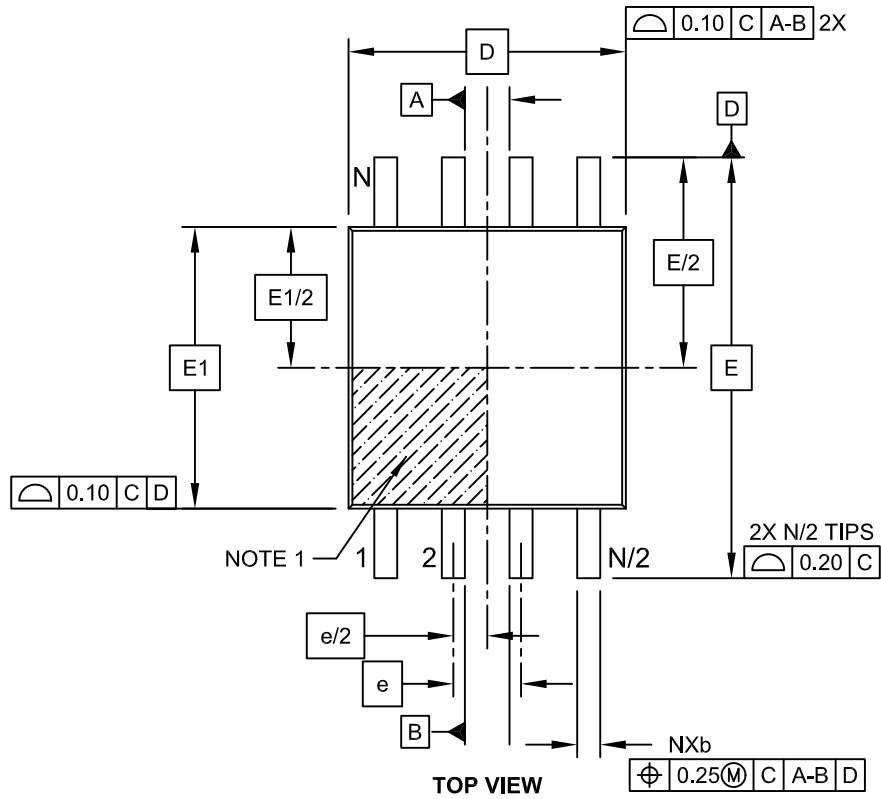 ⌓ 0.10 C A-B 2X
D
A
D
N
E1/2
E/2
E1
E
⌓ 0.10 C D
2X N/2 TIPS
⌓ 0.20 C
NOTE 1
1
2
N/2
e/2
e
B
NXb
⌖ 0.25Ⓜ C A-B D
TOP VIEW